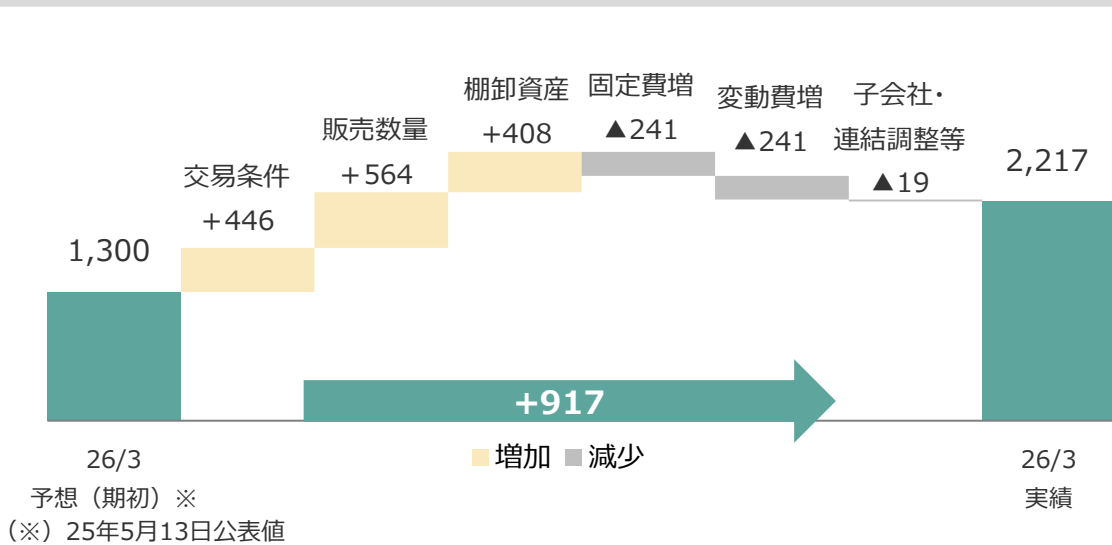 交易条件
＋446
販売数量
＋564
棚卸資産
+408
固定費増
▲241
変動費増
▲241
子会社・
連結調整等
▲19
1,300
2,217
+917
増加 減少
26/3
予想（期初）※
（※）25年5月13日公表値
26/3
実績